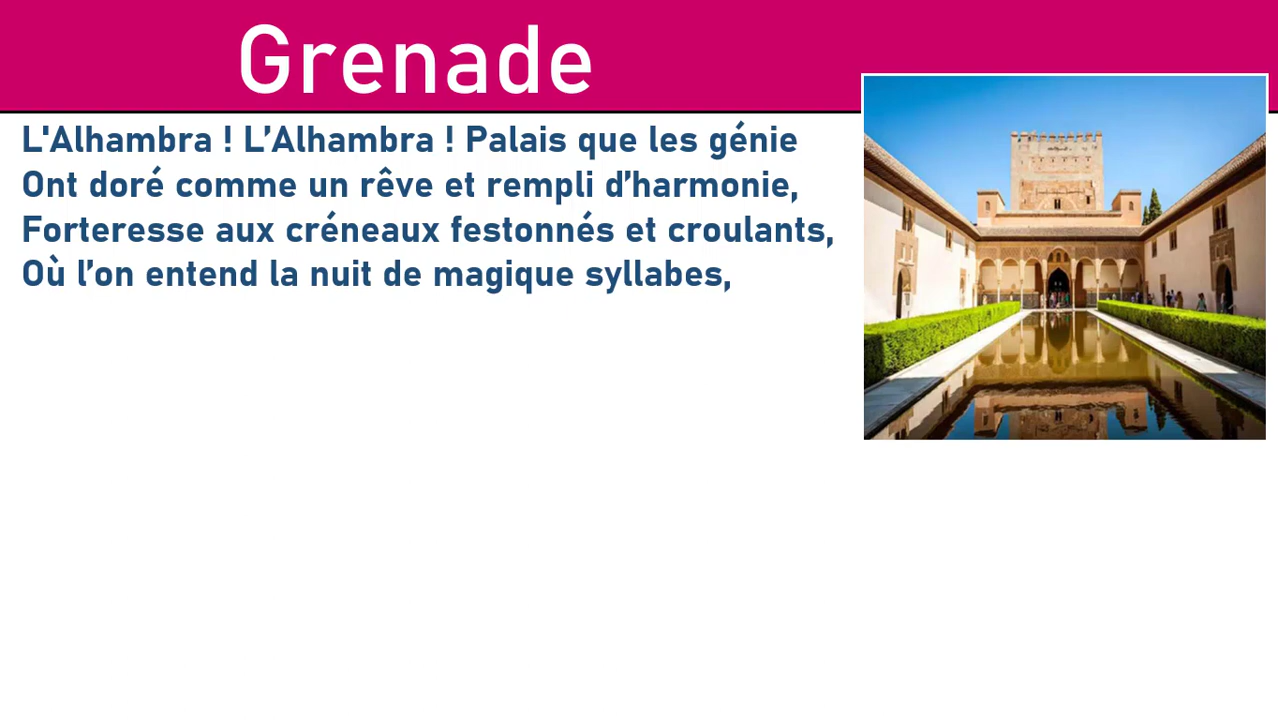 Grenade
L'Alhambra ! L’Alhambra ! Palais que les génie
Ont doré comme un rêve et rempli d’harmonie,
Forteresse aux créneaux festonnés et croulants,
Où l’on entend la nuit de magique syllabes,